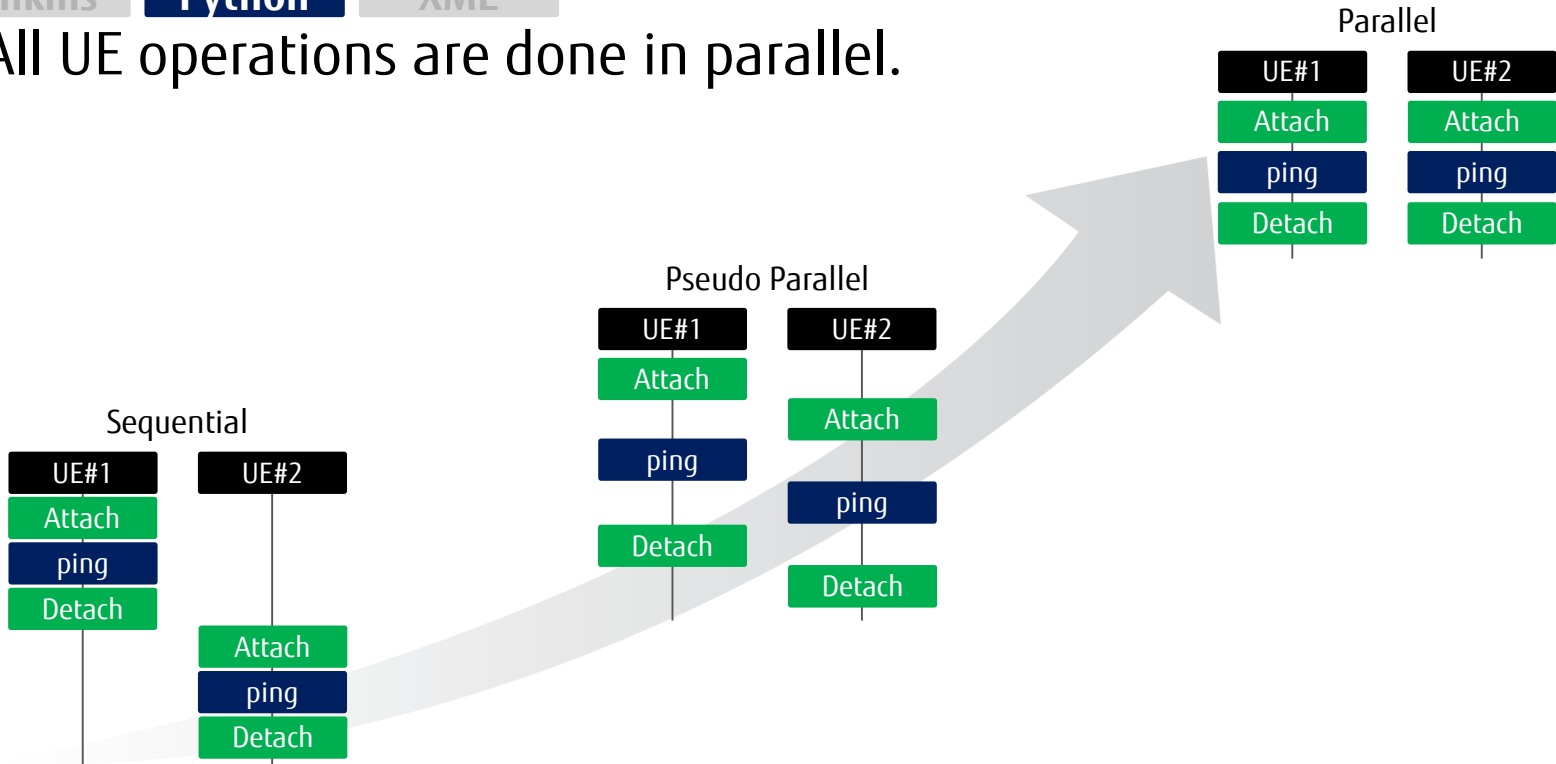 Python
All UE operations are done in parallel.
Parallel
UE#1 UE#2
Attach Attach
ping ping
Detach Detach
Pseudo Parallel
UE#1 UE#2
Attach
Attach
ping
ping
Detach
Detach
Sequential
UE#1 UE#2
Attach
ping
Detach
Attach
ping
Detach